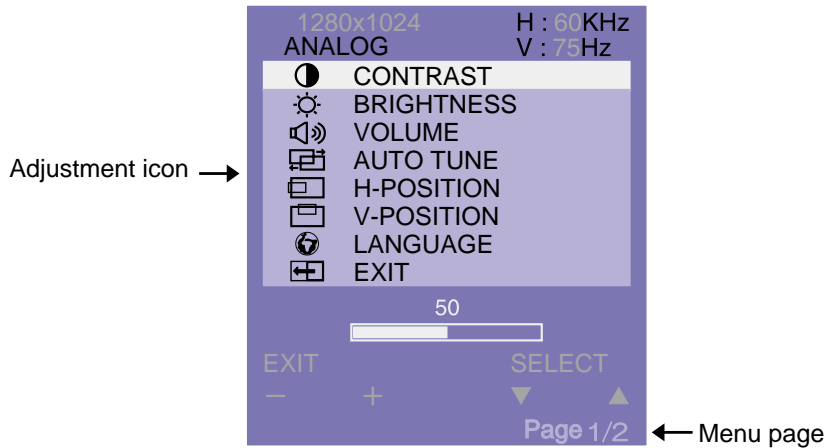 1280x1024 H : 60KHz
ANALOG V : 75Hz
CONTRAST
BRIGHTNESS
VOLUME
AUTO TUNE
Adjustment icon
H-POSITION
V-POSITION
LANGUAGE
EXIT
50
EXIT SELECT
− + ▼ ▲
Page 1/2
Menu page